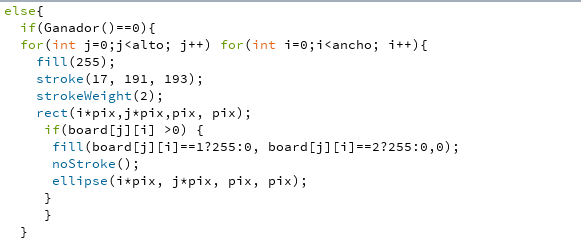 else{
  if(Ganador()==0){
  for(int j=0;j<alto; j++) for(int i=0;i<ancho; i++){
    fill(255);
    stroke(17, 191, 193);
    strokeWeight(2);
    rect(i*pix,j*pix,pix, pix);
     if(board[j][i] >0) {
      fill(board[j][i]==1?255:0, board[j][i]==2?255:0,0);
      noStroke();
      ellipse(i*pix, j*pix, pix, pix);
     }
     }
  }